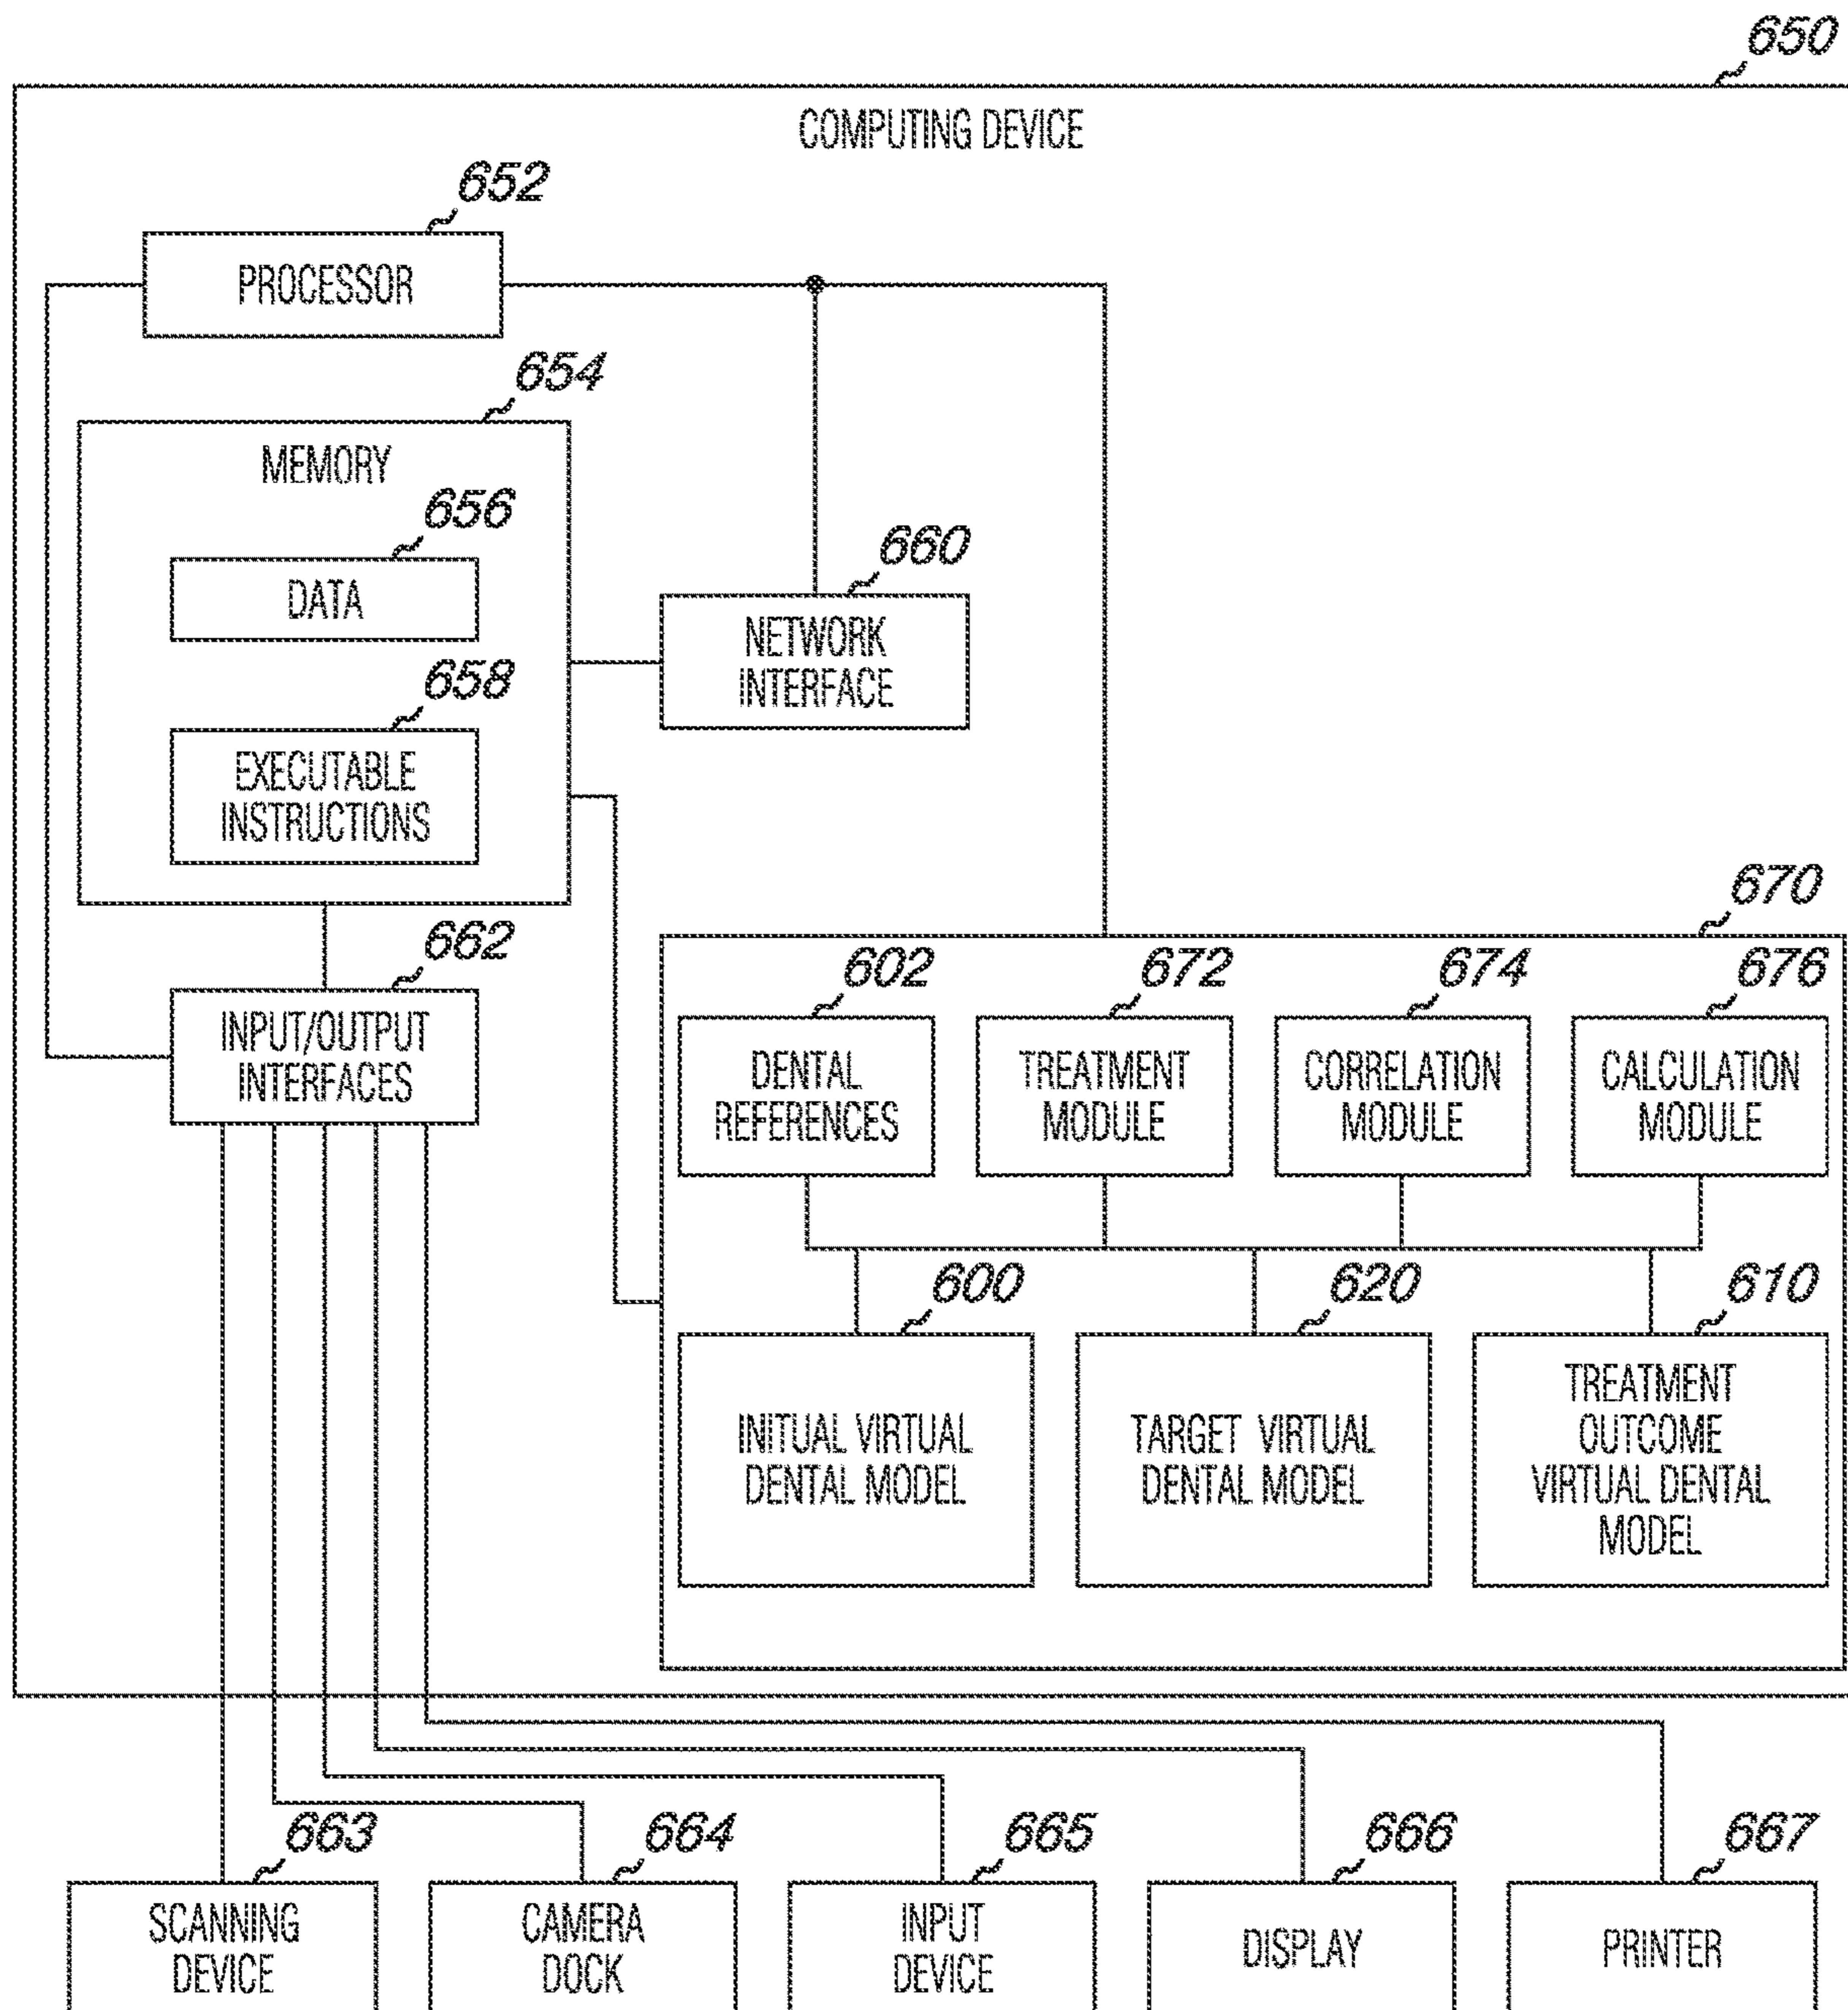 650
COMPUTING DEVICE
652
PROCESSOR
654
MEMORY
656
DATA
660
NETWORK
INTERFACE
658
EXECUTABLE
INSTRUCTIONS
670
662
INPUT/OUTPUT
INTERFACES
602
672
674
676
DENTAL
REFERENCES
TREATMENT
MODULE
CORRELATION
MODULE
CALCULATION
MODULE
600
620
610
INITUAL VIRTUAL
DENTAL MODEL
TARGET VIRTUAL
DENTAL MODEL
TREATMENT
OUTCOME
VIRTUAL DENTAL
MODEL
663
664
665
666
667
SCANNING
DEVICE
CAMERA
DOCK
INPUT
DEVICE
DISPLAY
PRINTER